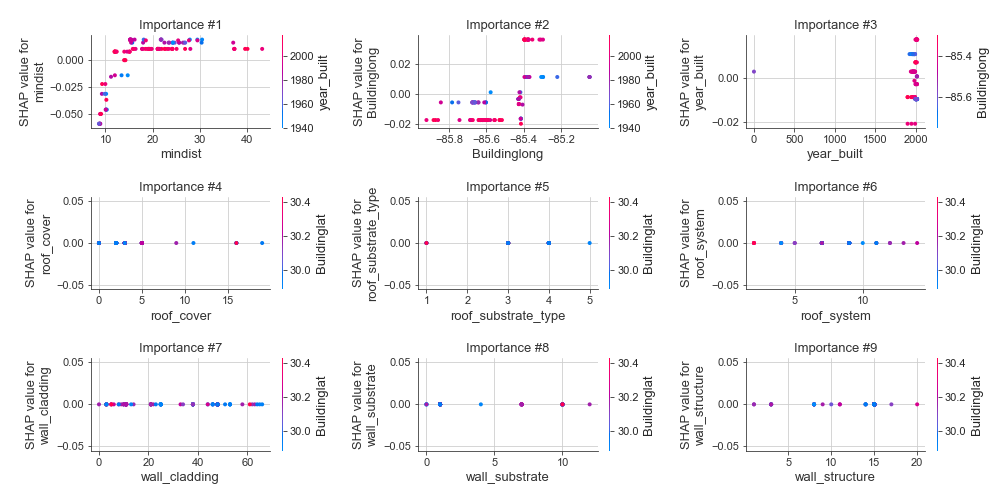 Importance #1
SHAP value for
mindist
0.000
−0.025
−0.050
10
20
30
40
mindist
2000
1980
1960
1940
year_built
Importance #2
SHAP value for
Buildinglong
0.02
0.00
−0.02
−85.8
−85.6
−85.4
−85.2
Buildinglong
2000
1980
1960
1940
year_built
Importance #3
SHAP value for
year_built
0.00
−0.02
0
500
1000
1500
2000
year_built
−85.4
−85.6
Buildinglong
Importance #4
SHAP value for
roof_cover
0.05
0.00
−0.05
0
5
10
15
roof_cover
30.4
30.2
30.0
Buildinglat
Importance #5
SHAP value for
roof_substrate_type
0.05
0.00
−0.05
1
2
3
4
5
roof_substrate_type
30.4
30.2
30.0
Buildinglat
Importance #6
SHAP value for
roof_system
0.05
0.00
−0.05
5
10
roof_system
30.4
30.2
30.0
Buildinglat
Importance #7
SHAP value for
wall_cladding
0.05
0.00
−0.05
0
20
40
60
wall_cladding
30.4
30.2
30.0
Buildinglat
Importance #8
SHAP value for
wall_substrate
0.05
0.00
−0.05
0
5
10
wall_substrate
30.4
30.2
30.0
Buildinglat
Importance #9
SHAP value for
wall_structure
0.05
0.00
−0.05
5
10
15
20
wall_structure
30.4
30.2
30.0
Buildinglat